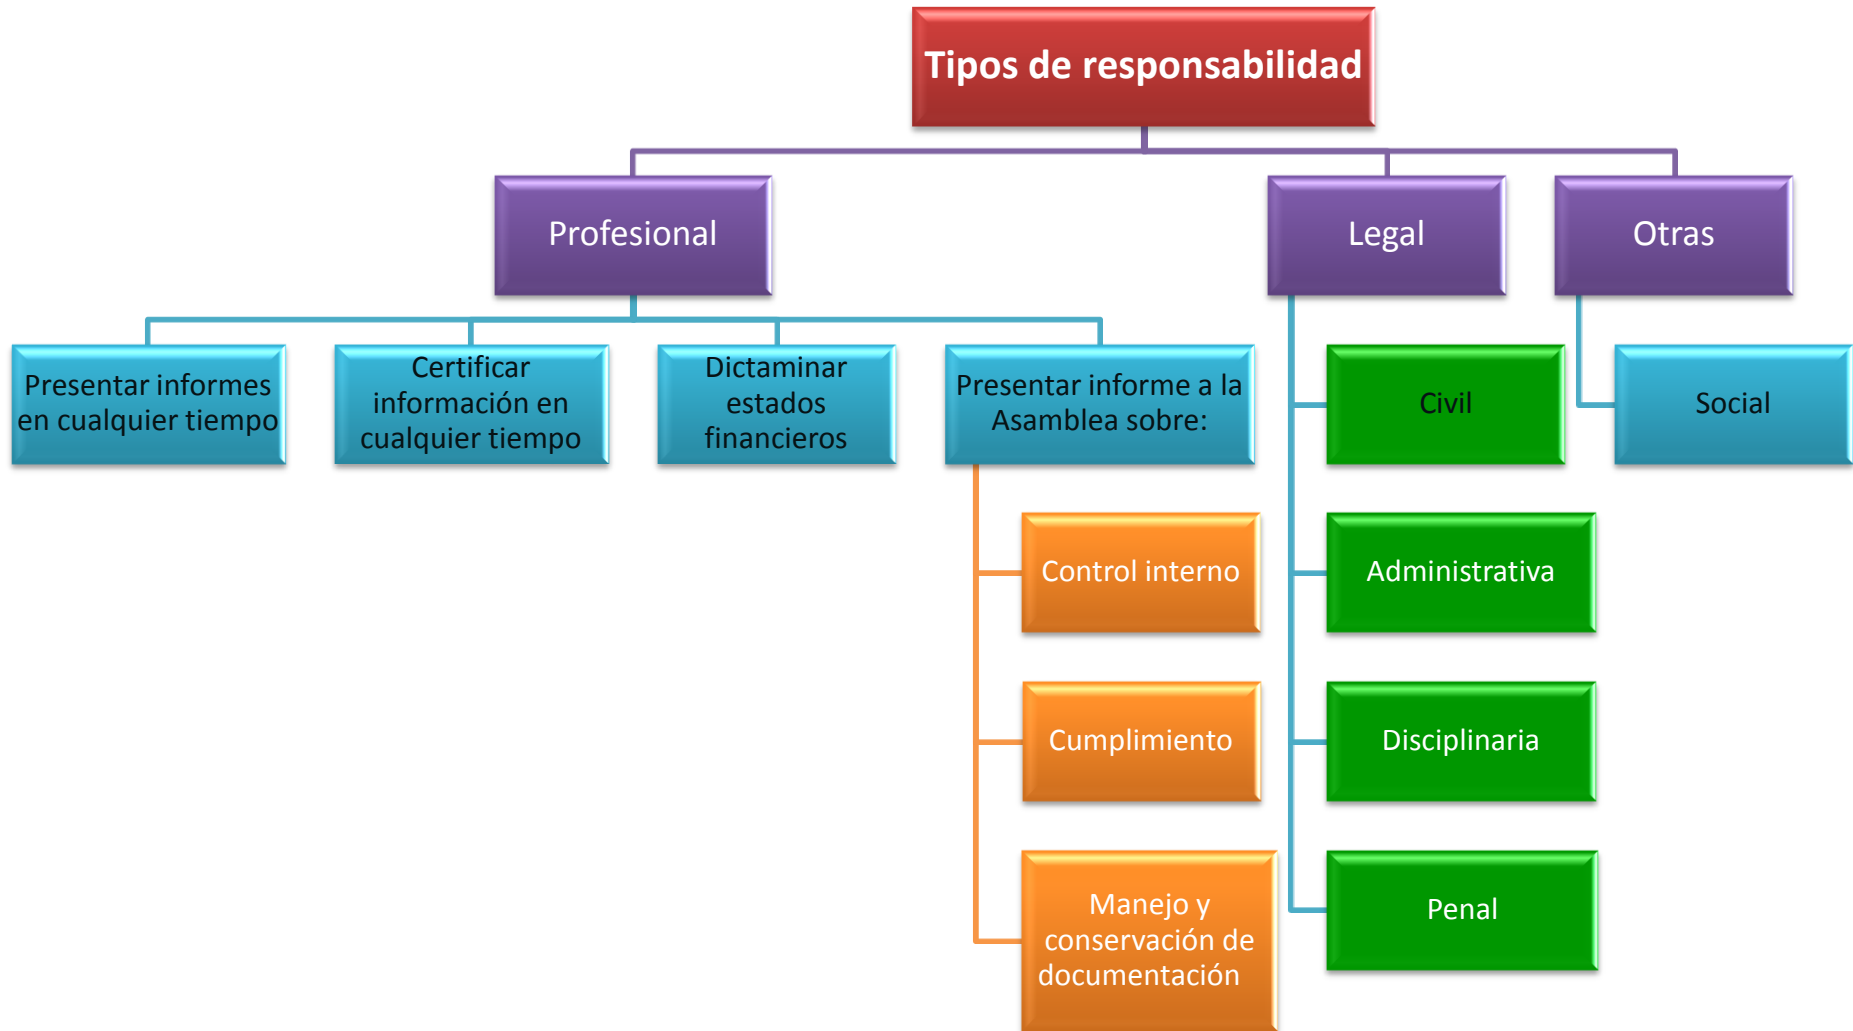 Tipos de responsabilidad
Profesional
Legal
Otras
Presentar informes
en cualquier tiempo
Certificar
información en
cualquier tiempo
Dictaminar
estados
financieros
Presentar informe a la
Asamblea sobre:
Civil
Social
Control interno
Administrativa
Cumplimiento
Disciplinaria
Manejo y
conservación de
documentación
Penal